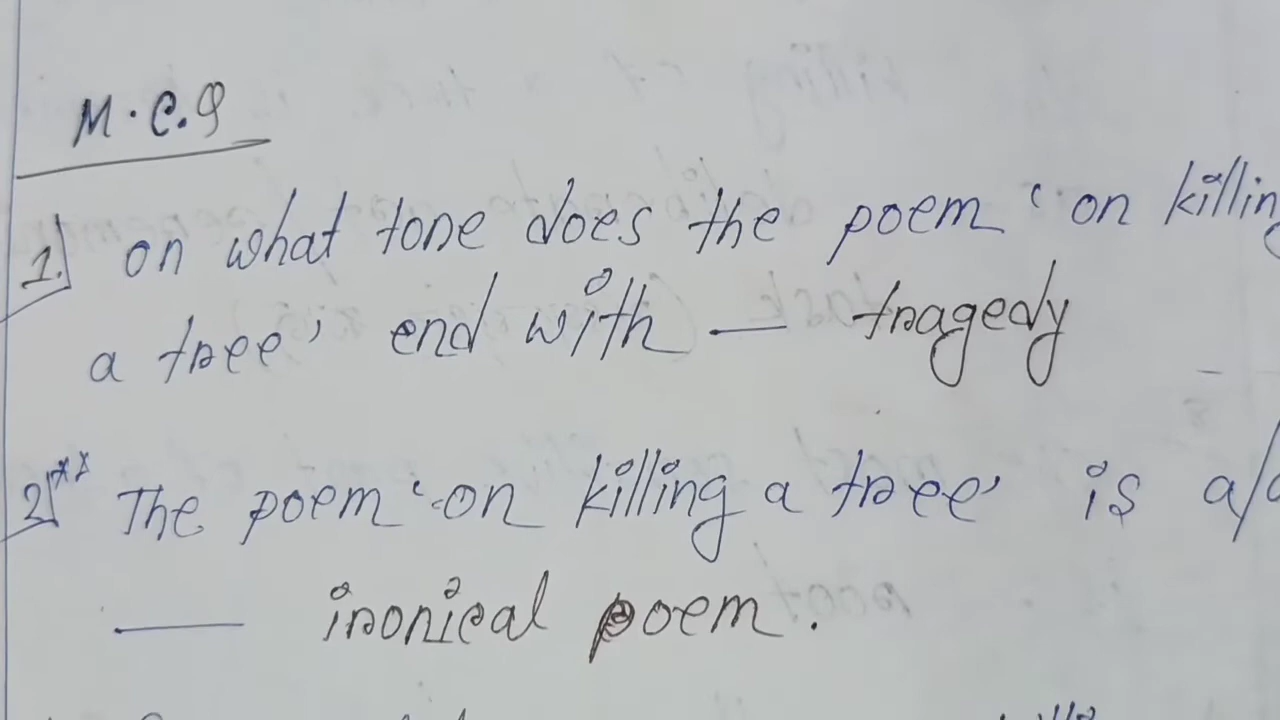 M.C.Q
1. on what tone does the poem 'on killing
a tree' end with — tragedy
2.** The poem 'on killing a tree' is a/
— ironical poem.